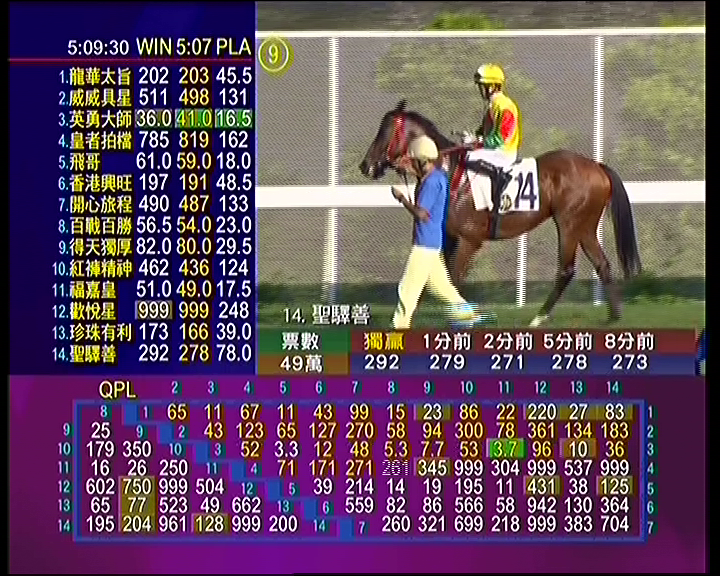 5:09:30 WIN 5:07 PLA
1.龍華太旨 202 203 45.5
2.威威具星 511 498 131
3.英勇大師 36.0 41.0 16.5
4.皇者拍檔 785 819 162
5.飛哥 61.0 59.0 18.0
6.香港興旺 197 191 48.5
7.開心旅程 490 487 133
8.百戰百勝 56.5 54.0 23.0
9.得天獨厚 82.0 80.0 29.5
10.紅褲精神 462 436 124
11.福嘉皇 51.0 49.0 17.5
12.歡悅星 999 999 248
13.珍珠有利 173 166 39.0
14.聖驛善 292 278 78.0
9
14
14. 聖驛善
票數 獨贏 1分前 2分前 5分前 8分前
49萬 292 279 271 278 273
QPL 2 3 4 5 6 7 8 9 10 11 12 13 14
8 1 65 11 67 11 43 99 15 23 86 22 220 27 83 1
9 25 9 2 43 123 65 127 270 58 94 300 78 361 134 183 2
10 179 350 10 3 52 3.3 12 48 5.3 7.7 53 3.7 96 10 36 3
11 16 26 250 11 4 71 171 271 261 345 999 304 999 537 999 4
12 602 750 999 504 12 5 39 214 14 19 195 11 431 38 125 5
13 65 77 523 49 662 13 6 559 82 86 566 58 942 130 364 6
14 195 204 961 128 999 200 14 7 260 321 699 218 999 383 704 7